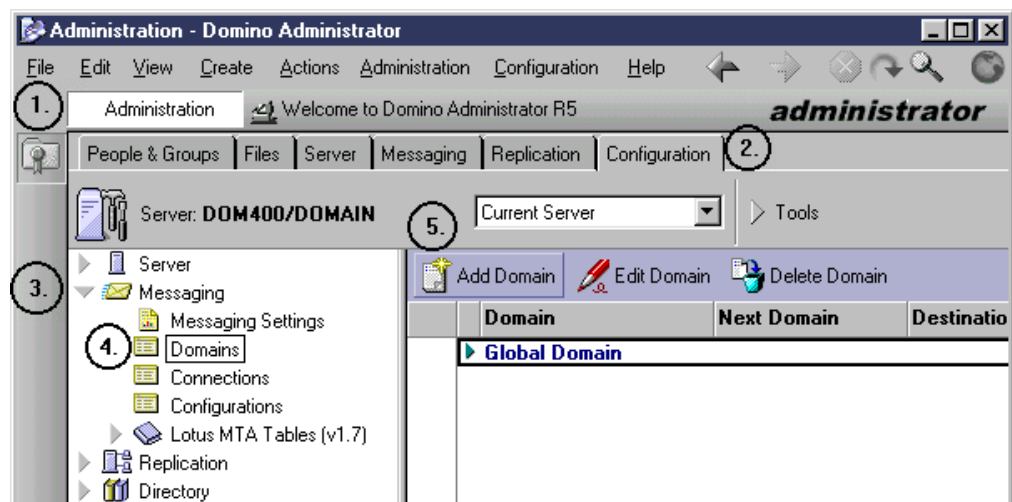 Administration - Domino Administrator
File Edit View Create Actions Administration Configuration Help
1. Administration Welcome to Domino Administrator R5 administrator
People & Groups Files Server Messaging Replication Configuration 2.
Server: DOM400/DOMAIN 5. Current Server Tools
Server
3. Messaging
Add Domain Edit Domain Delete Domain
Messaging Settings
Domain Next Domain Destinatio
4. Domains
Global Domain
Connections
Configurations
Lotus MTA Tables (v1.7)
Replication
Directory